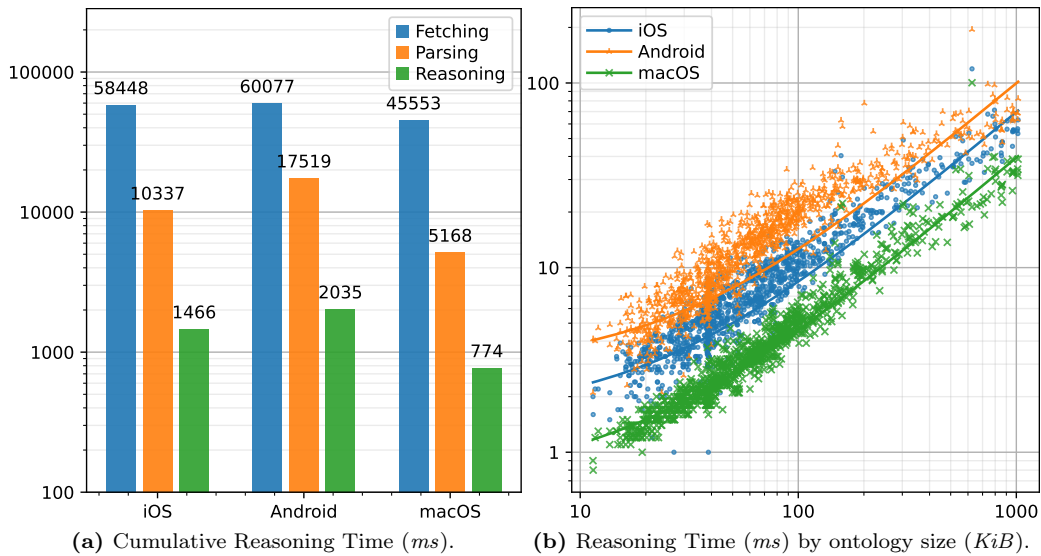 Fetching
Parsing
Reasoning
100000
10000
1000
100
58448
10337
1466
60077
17519
2035
45553
5168
774
iOS Android macOS
(a) Cumulative Reasoning Time (ms).
iOS
Android
macOS
100
10
1
10 100 1000
(b) Reasoning Time (ms) by ontology size (KiB).